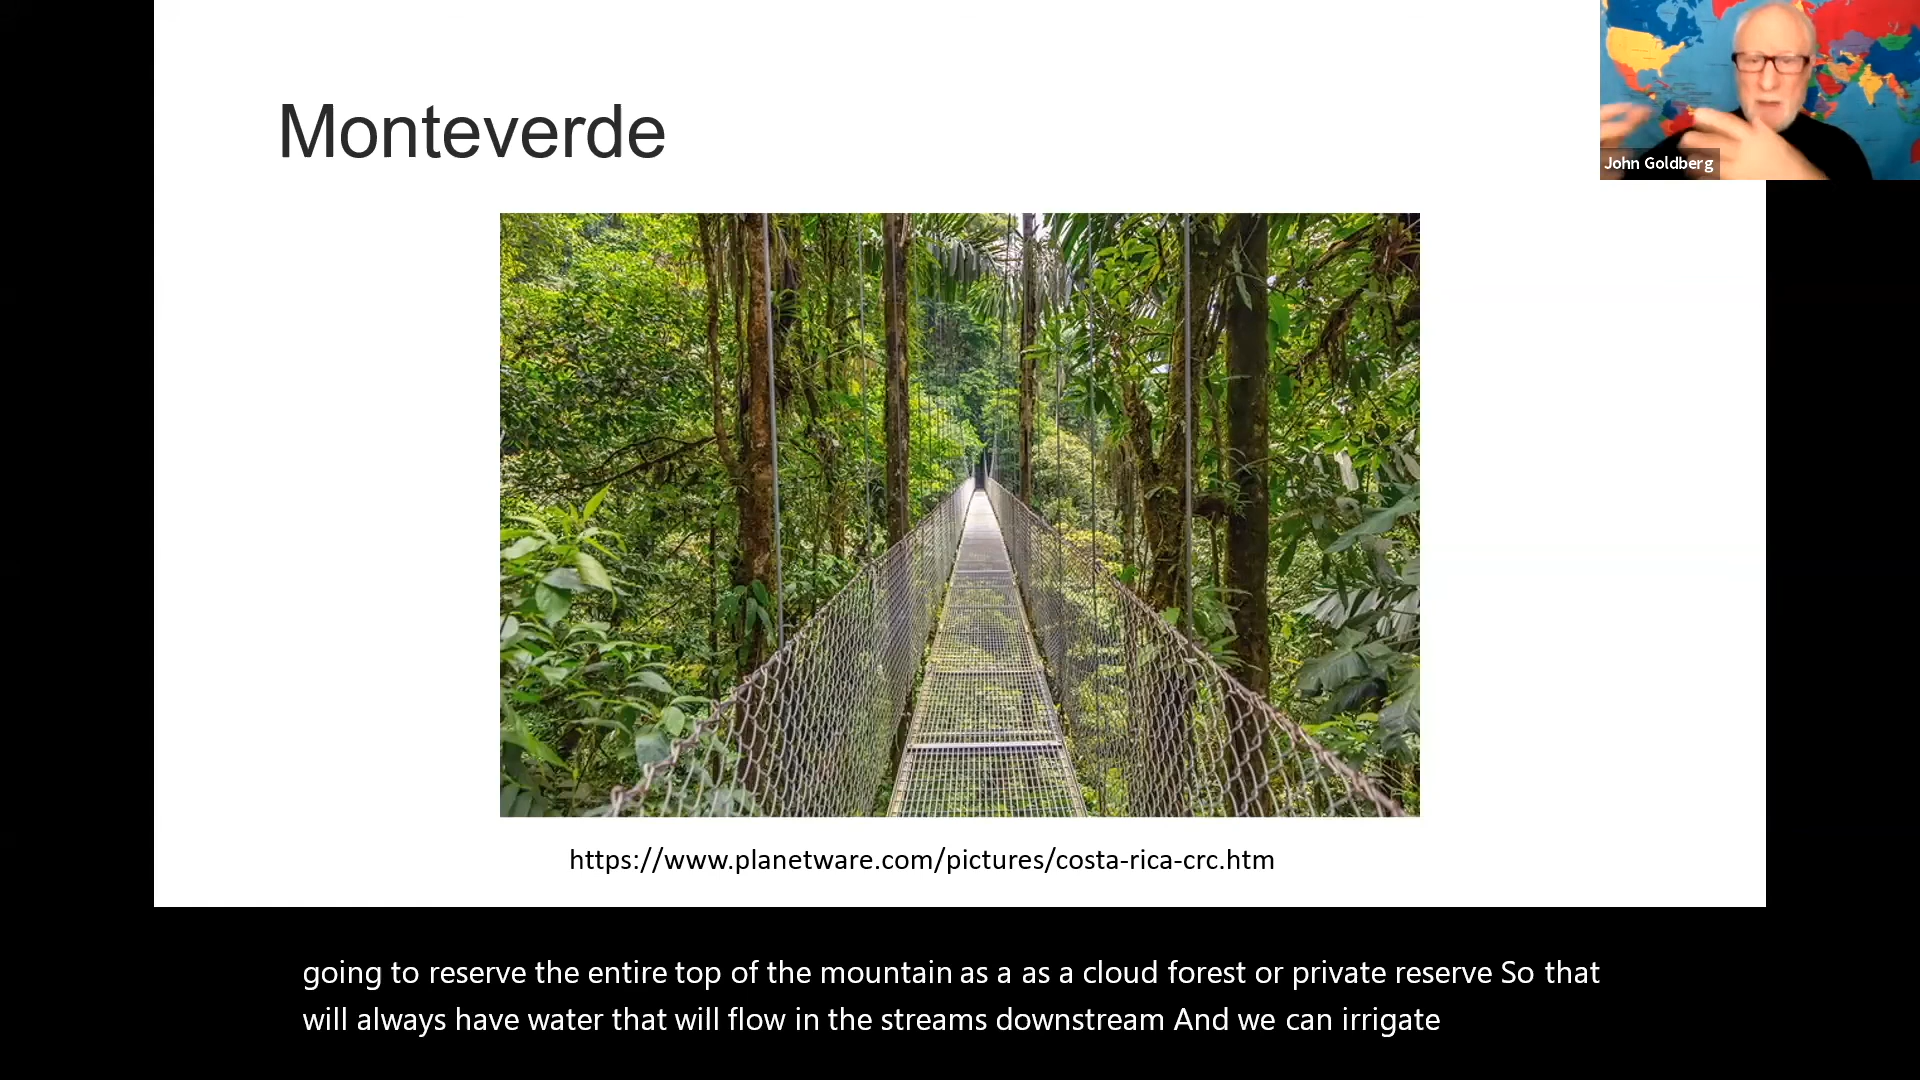 Monteverde
John Goldberg
https://www.planetware.com/pictures/costa-rica-crc.htm
going to reserve the entire top of the mountain as a as a cloud forest or private reserve So that
will always have water that will flow in the streams downstream And we can irrigate